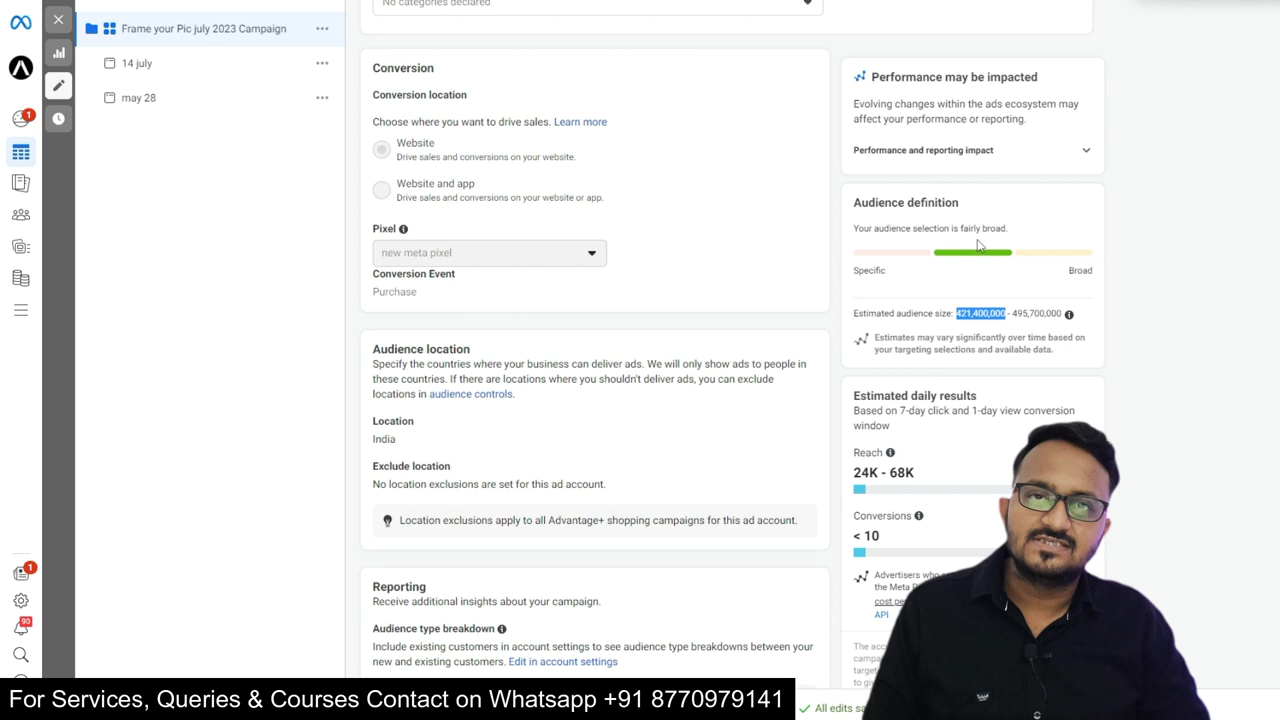 No categories declared
Frame your Pic july 2023 Campaign
14 july
may 28
1
Conversion
Conversion location
Choose where you want to drive sales. Learn more
Website
Drive sales and conversions on your website.
Website and app
Drive sales and conversions on your website or app.
Pixel
new meta pixel
Conversion Event
Purchase
Audience location
Specify the countries where your business can deliver ads. We will only show ads to people in
these countries. If there are locations where you shouldn't deliver ads, you can exclude
locations in audience controls.
Location
India
Exclude location
No location exclusions are set for this ad account.
Location exclusions apply to all Advantage+ shopping campaigns for this ad account.
Reporting
Receive additional insights about your campaign.
Audience type breakdown
Include existing customers in account settings to see audience type breakdowns between your
new and existing customers. Edit in account settings
Performance may be impacted
Evolving changes within the ads ecosystem may
affect your performance or reporting.
Performance and reporting impact
Audience definition
Your audience selection is fairly broad.
Specific Broad
Estimated audience size: 421,400,000 - 495,700,000
Estimates may vary significantly over time based on
your targeting selections and available data.
Estimated daily results
Based on 7-day click and 1-day view conversion
window
Reach
24K - 68K
Conversions
< 10
Advertisers who
the Meta
API
The
1
90
All edits
For Services, Queries & Courses Contact on Whatsapp +91 8770979141